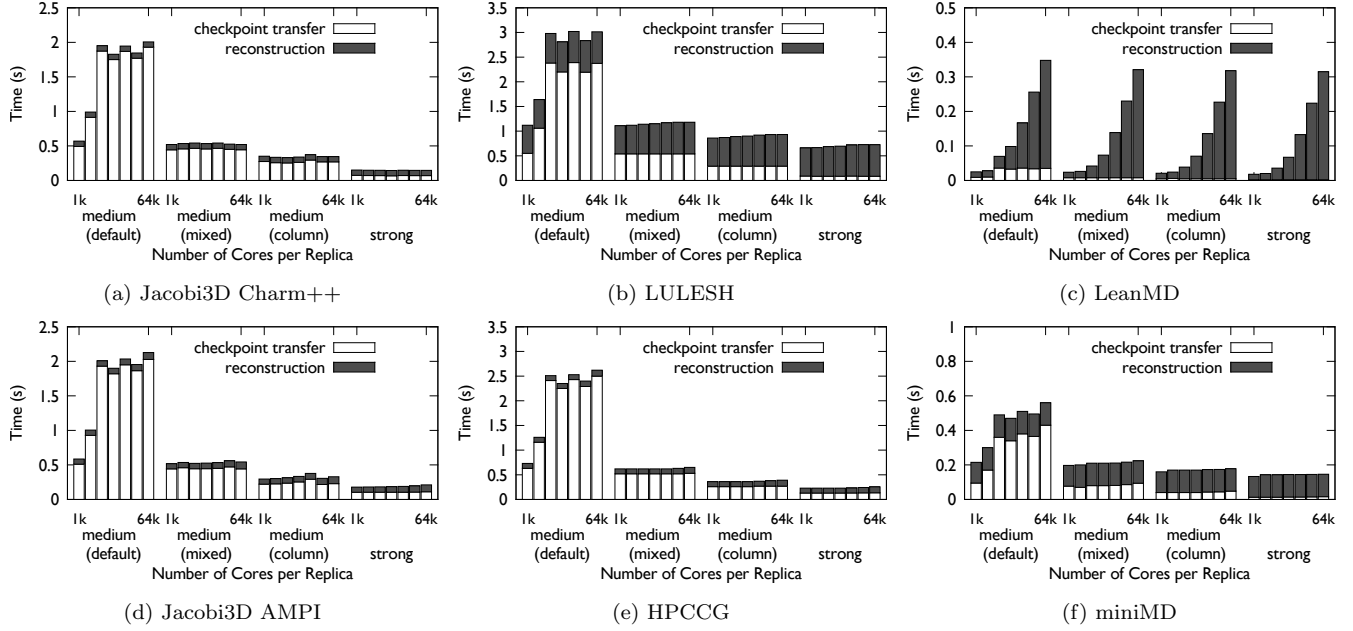 checkpoint transfer
reconstruction
Time (s)
2.5
2
1.5
1
0.5
0
1k 64k 1k 64k 1k 64k 1k 64k
medium (default) medium (mixed) medium (column) strong
Number of Cores per Replica
(a) Jacobi3D Charm++
checkpoint transfer
reconstruction
Time (s)
3.5
3
2.5
2
1.5
1
0.5
0
1k 64k 1k 64k 1k 64k 1k 64k
medium (default) medium (mixed) medium (column) strong
Number of Cores per Replica
(b) LULESH
checkpoint transfer
reconstruction
Time (s)
0.5
0.4
0.3
0.2
0.1
0
1k 64k 1k 64k 1k 64k 1k 64k
medium (default) medium (mixed) medium (column) strong
Number of Cores per Replica
(c) LeanMD
checkpoint transfer
reconstruction
Time (s)
2.5
2
1.5
1
0.5
0
1k 64k 1k 64k 1k 64k 1k 64k
medium (default) medium (mixed) medium (column) strong
Number of Cores per Replica
(d) Jacobi3D AMPI
checkpoint transfer
reconstruction
Time (s)
3.5
3
2.5
2
1.5
1
0.5
0
1k 64k 1k 64k 1k 64k 1k 64k
medium (default) medium (mixed) medium (column) strong
Number of Cores per Replica
(e) HPCCG
checkpoint transfer
reconstruction
Time (s)
1
0.8
0.6
0.4
0.2
0
1k 64k 1k 64k 1k 64k 1k 64k
medium (default) medium (mixed) medium (column) strong
Number of Cores per Replica
(f) miniMD